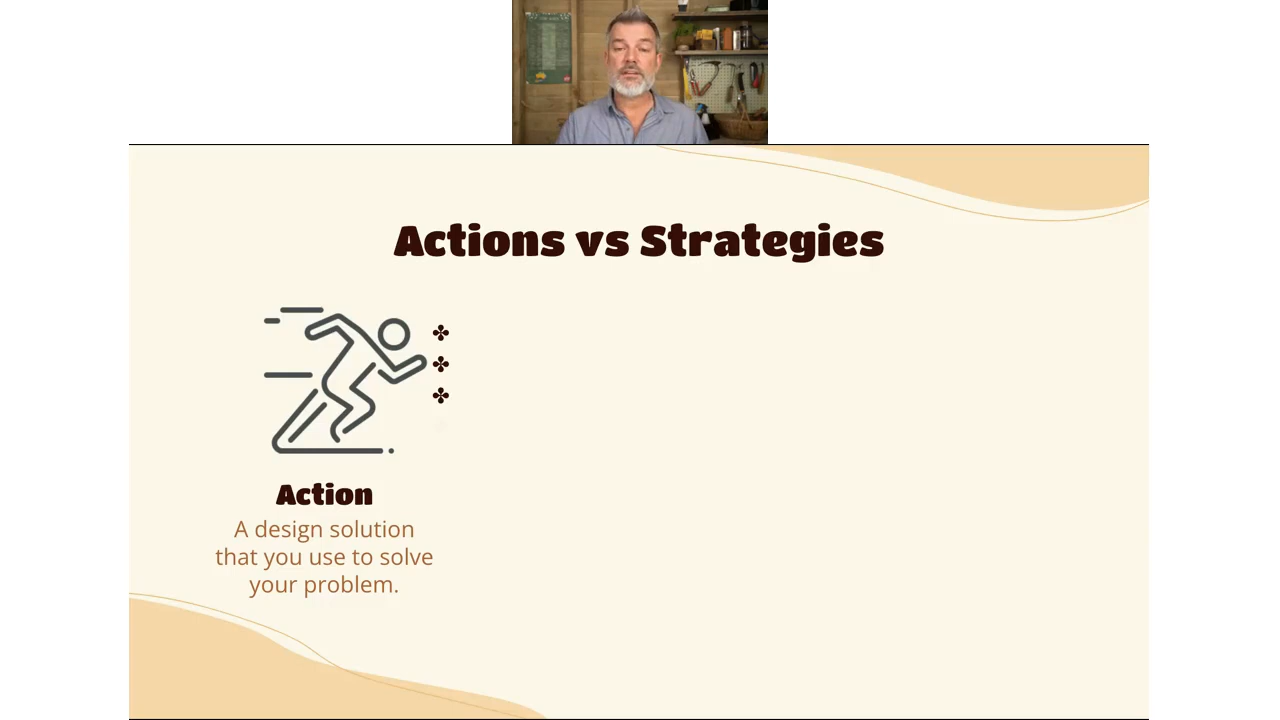 Actions vs Strategies
Action
A design solution
that you use to solve
your problem.